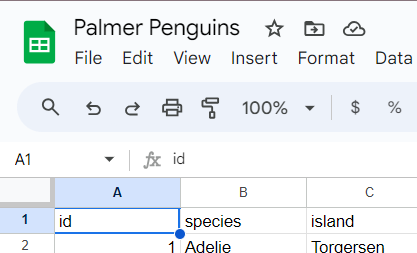 Palmer Penguins
File Edit View Insert Format Data
100% $ %
A1 fx id
A B C
1 id species island
2 1 Adelie Torgersen